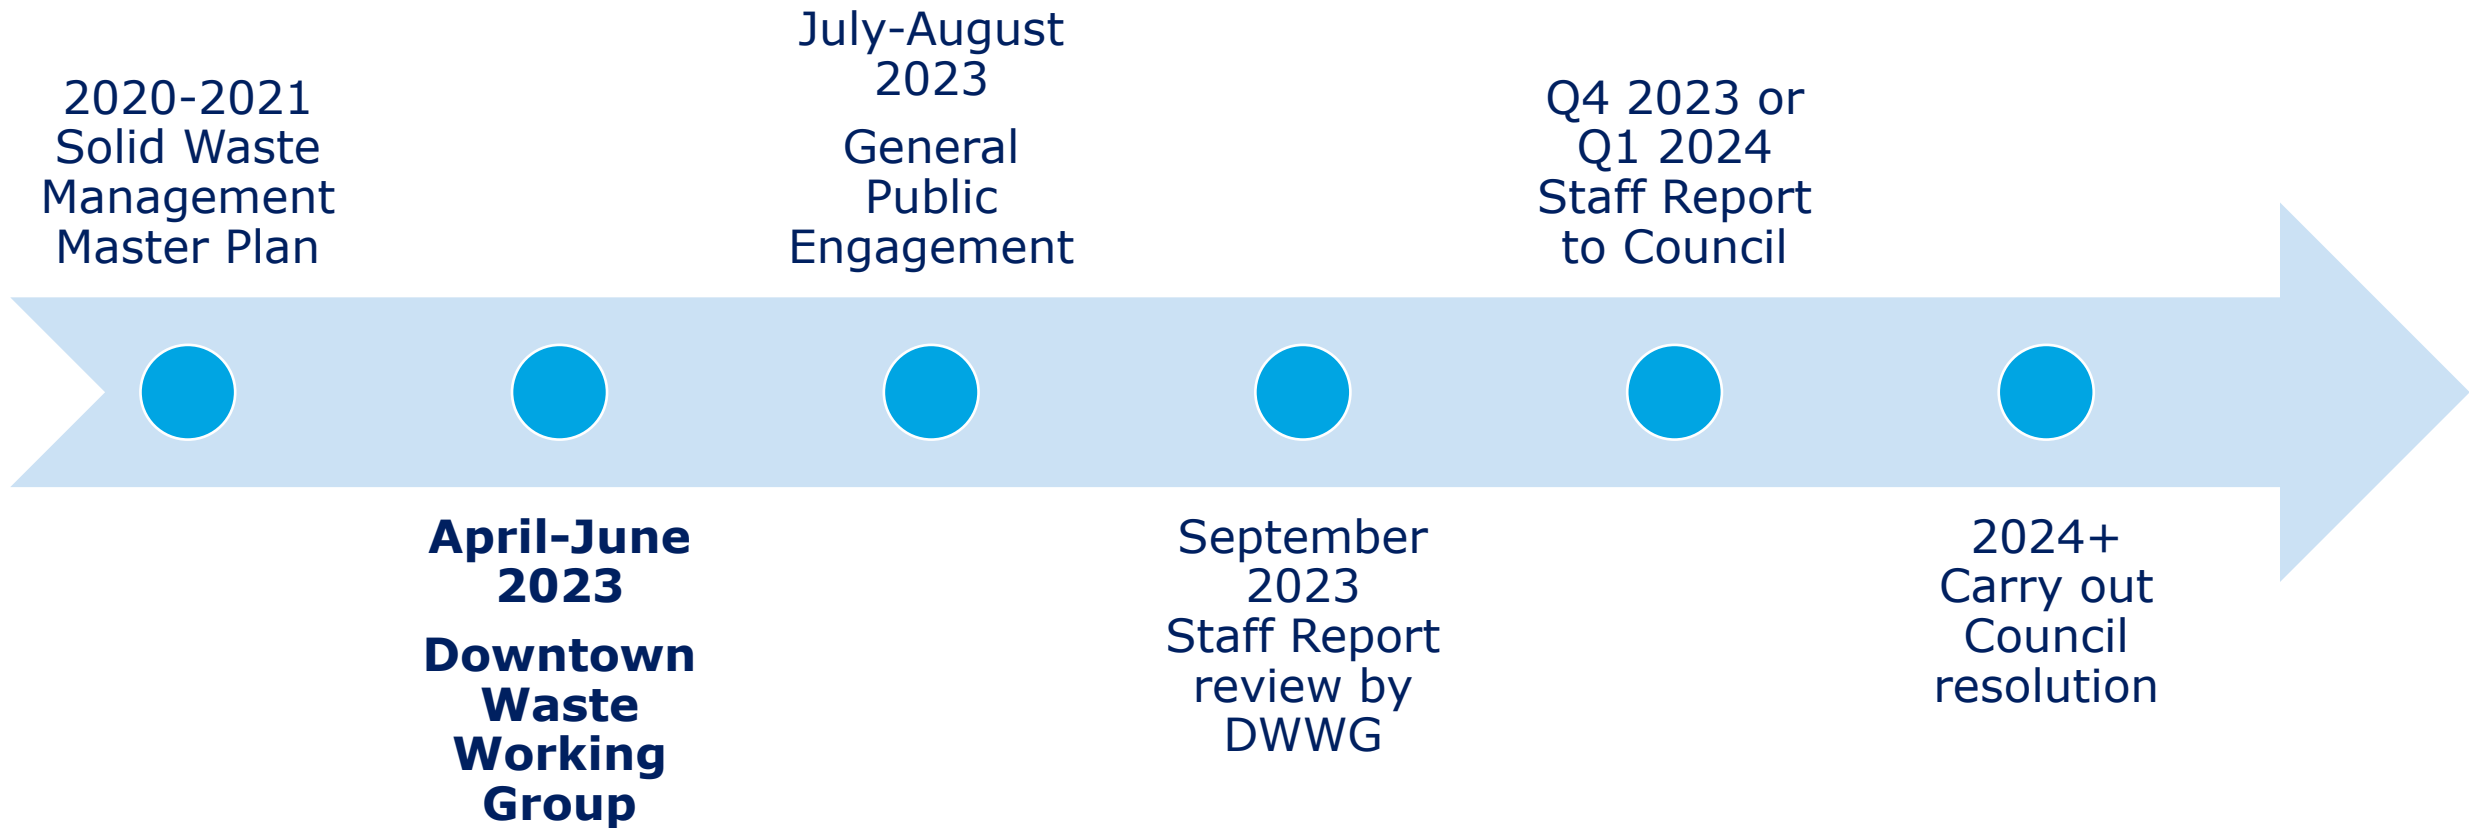 2020-2021
Solid Waste
Management
Master Plan
April-June
2023
Downtown
Waste
Working
Group
July-August
2023
General
Public
Engagement
September
2023
Staff Report
review by
DWWG
Q4 2023 or
Q1 2024
Staff Report
to Council
2024+
Carry out
Council
resolution